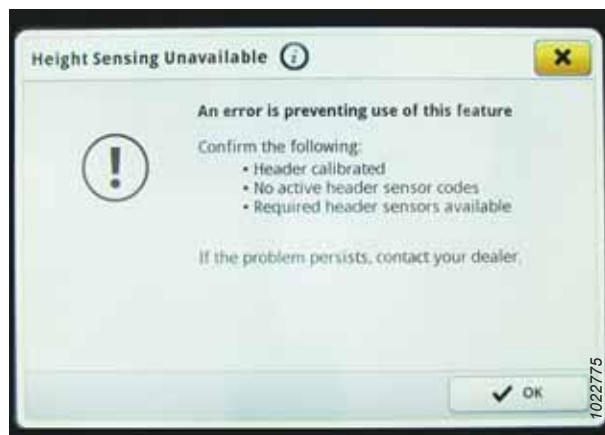 Height Sensing Unavailable
An error is preventing use of this feature
Confirm the following:
• Header calibrated
• No active header sensor codes
• Required header sensors available
If the problem persists, contact your dealer.
OK
1022775